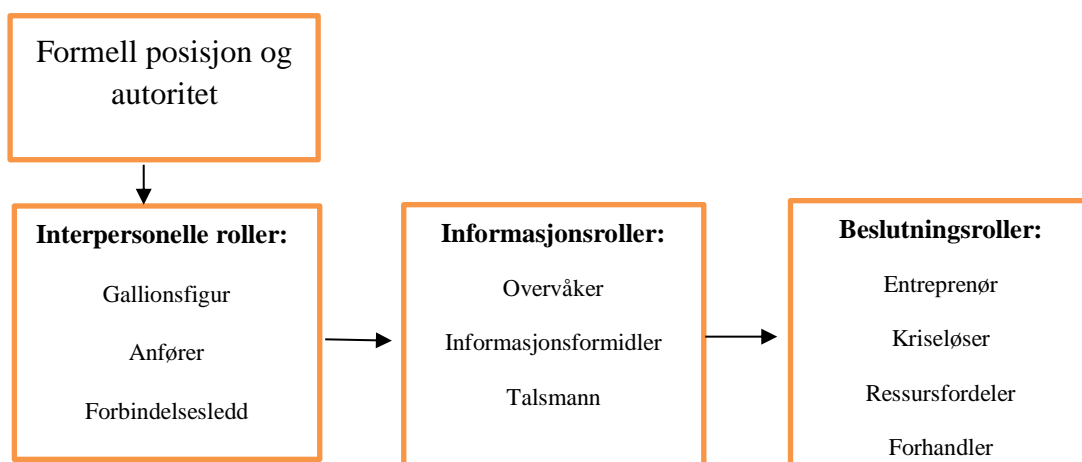 Formell posisjon og
autoritet
Interpersonelle roller:
Gallionsfigur
Anfører
Forbindelsesledd
Informasjonsroller:
Overvåker
Informasjonsformidler
Talsmann
Beslutningsroller:
Entreprenør
Kriseløser
Ressursfordeler
Forhandler